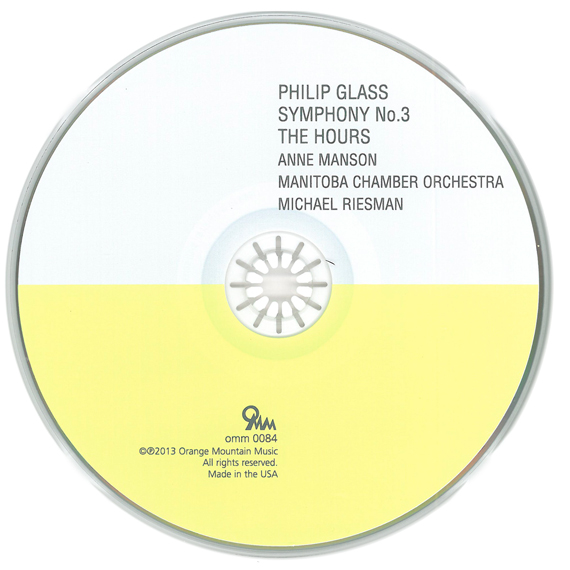 PHILIP GLASS
SYMPHONY No.3
THE HOURS
ANNE MANSON
MANITOBA CHAMBER ORCHESTRA
MICHAEL RIESMAN
OMM
omm 0084
©℗2013 Orange Mountain Music
All rights reserved.
Made in the USA